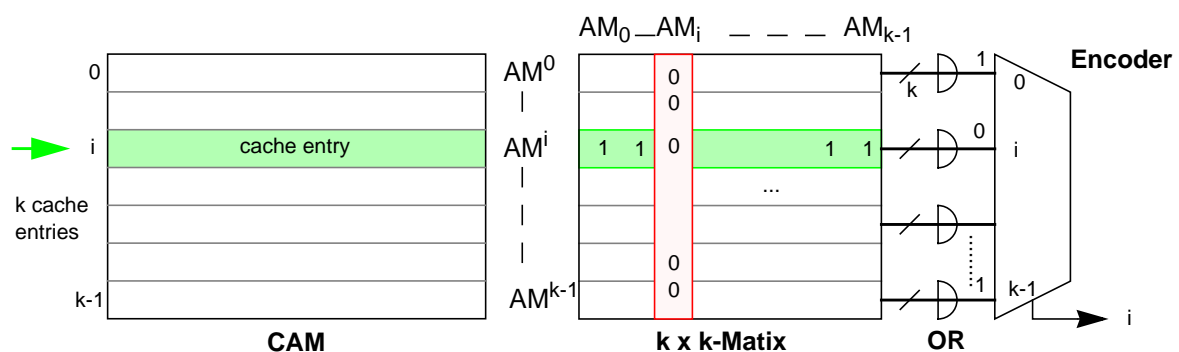 AM0 — AMi — — — — AMk-1
Encoder
0 AM0 0 k 1 0
0
i cache entry AMi 1 1 0 1 1 0 i
...
k cache
entries
0
k-1 AMk-1 0 1 k-1
i
CAM k x k-Matix OR